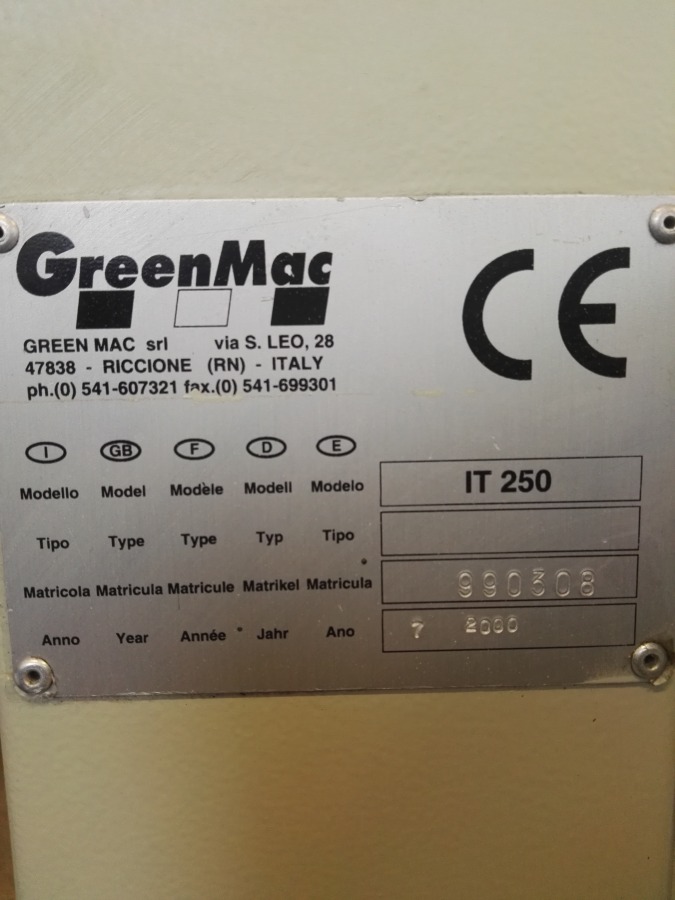 GreenMac
CE
GREEN MAC srl via S. LEO, 28
47838 - RICCIONE (RN) - ITALY
ph.(0) 541-607321 fax.(0) 541-699301
I GB F D E
Modello Model Modèle Modell Modelo IT 250
Tipo Type Type Typ Tipo
Matricola Matricula Matricule Matrikel Matricula 990308
Anno Year Année Jahr Ano 7 2000